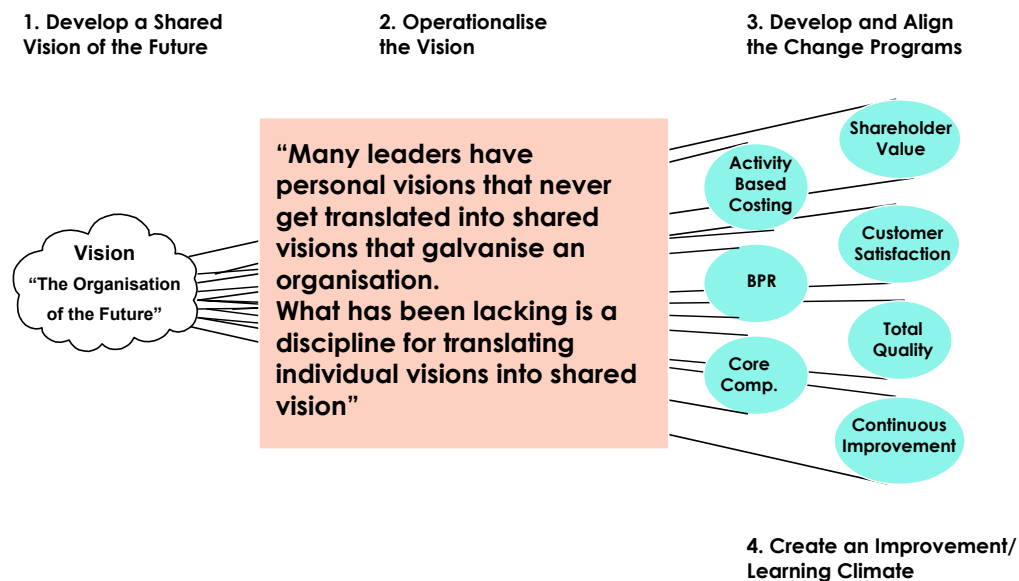 1. Develop a Shared
Vision of the Future
2. Operationalise
the Vision
3. Develop and Align
the Change Programs
Vision
“The Organisation
of the Future”
“Many leaders have
personal visions that never
get translated into shared
visions that galvanise an
organisation.
What has been lacking is a
discipline for translating
individual visions into shared
vision”
Shareholder
Value
Activity
Based
Costing
Customer
Satisfaction
BPR
Total
Quality
Core
Comp.
Continuous
Improvement
4. Create an Improvement/
Learning Climate